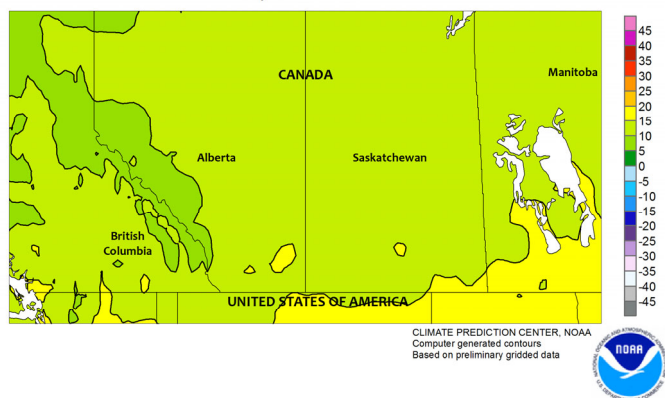 CANADA
Manitoba
Alberta
Saskatchewan
British
Columbia
UNITED STATES OF AMERICA
45
40
35
30
25
20
15
10
5
0
-5
-10
-15
-20
-25
-30
-35
-40
-45
CLIMATE PREDICTION CENTER, NOAA
Computer generated contours
Based on preliminary gridded data
NOAA